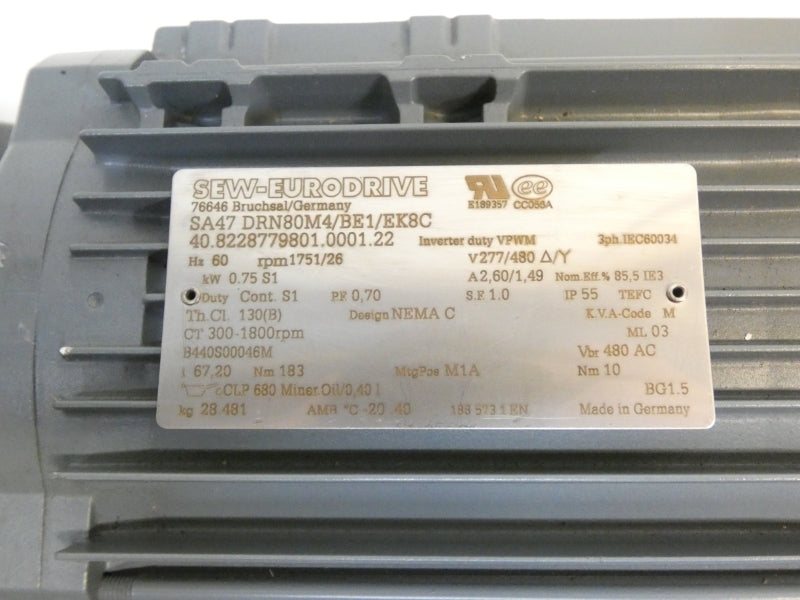 SEW-EURODRIVE
76646 Bruchsal/Germany
E189357 CC056A
SA47 DRN80M4/BE1/EK8C
40.8228779801.0001.22 Inverter duty VPWM 3ph.IEC60034
Hz 60 rpm 1751/26 V 277/480 Δ/Y
kW 0.75 S1 A 2,60/1,49 Nom.Eff.% 85,5 IE3
Duty Cont. S1 P.F. 0,70 S.F. 1.0 IP 55 TEFC
Th.Cl. 130(B) Design NEMA C K.V.A-Code M
CT 300-1800rpm ML 03
B440S00046M Vbr 480 AC
i 67,20 Nm 183 MtgPos M1A Nm 10
CLP 680 Miner.Oil/0,40 l BG1.5
kg 28.481 AMB °C -20..40 188 573 1 EN Made in Germany